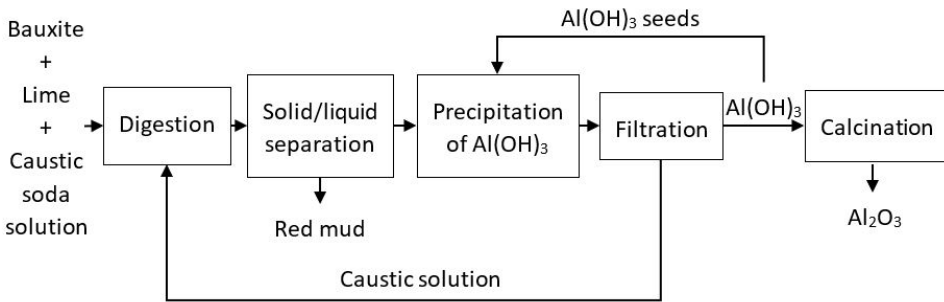 Bauxite
+
Lime
+
Caustic
soda
solution
Digestion
Solid/liquid
separation
Red mud
Precipitation
of Al(OH)₃
Al(OH)₃ seeds
Filtration
Al(OH)₃
Calcination
Al₂O₃
Caustic solution